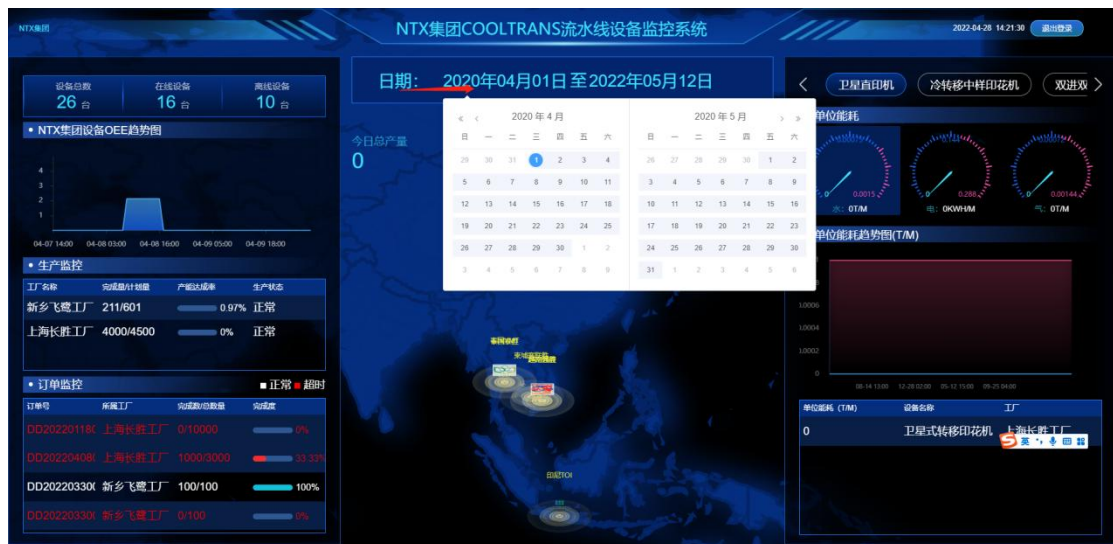 NTX集团
NTX集团COOLTRANS流水线设备监控系统
2022-04-28 14:21:30 退出登录
设备总数 在线设备 离线设备
26 台 16 台 10 台
• NTX集团设备OEE趋势图
4
3
2
1
04-07 14:00 04-08 03:00 04-08 16:00 04-09 05:00 04-09 18:00
• 生产监控
工厂名称 完成量/计划量 产能达成率 生产状态
新乡飞鹭工厂 211/601 0.97% 正常
上海长胜工厂 4000/4500 0% 正常
• 订单监控 正常 超时
订单号 所属工厂 完成数/总数量 完成度
DD20220118 上海长胜工厂 0/10000 0%
DD20220408 上海长胜工厂 1000/3000 33.33%
DD20220330 新乡飞鹭工厂 100/100 100%
DD20220330 新乡飞鹭工厂 0/100 0%
日期： 2020年04月01日 至 2022年05月12日
今日总产量
0
« ‹ 2020 年 4 月
日 一 二 三 四 五 六
29 30 31 1 2 3 4
5 6 7 8 9 10 11
12 13 14 15 16 17 18
19 20 21 22 23 24 25
26 27 28 29 30 1 2
3 4 5 6 7 8 9
2020 年 5 月 › »
日 一 二 三 四 五 六
26 27 28 29 30 1 2
3 4 5 6 7 8 9
10 11 12 13 14 15 16
17 18 19 20 21 22 23
24 25 26 27 28 29 30
31 1 2 3 4 5 6
印尼TOI
卫星直印机 冷转移中样印花机 双进双
单位能耗
0 0.0015 0 0.288 0 0.00144
水: 0T/M 电: 0KWH/M 气: 0T/M
单位能耗趋势图(T/M)
1.0006
1.0004
1.0002
0
08-14 13:00 12-28 02:00 05-12 15:00 09-25 04:00
单位能耗 (T/M) 设备名称 工厂
0 卫星式转移印花机 上海长胜工厂
英